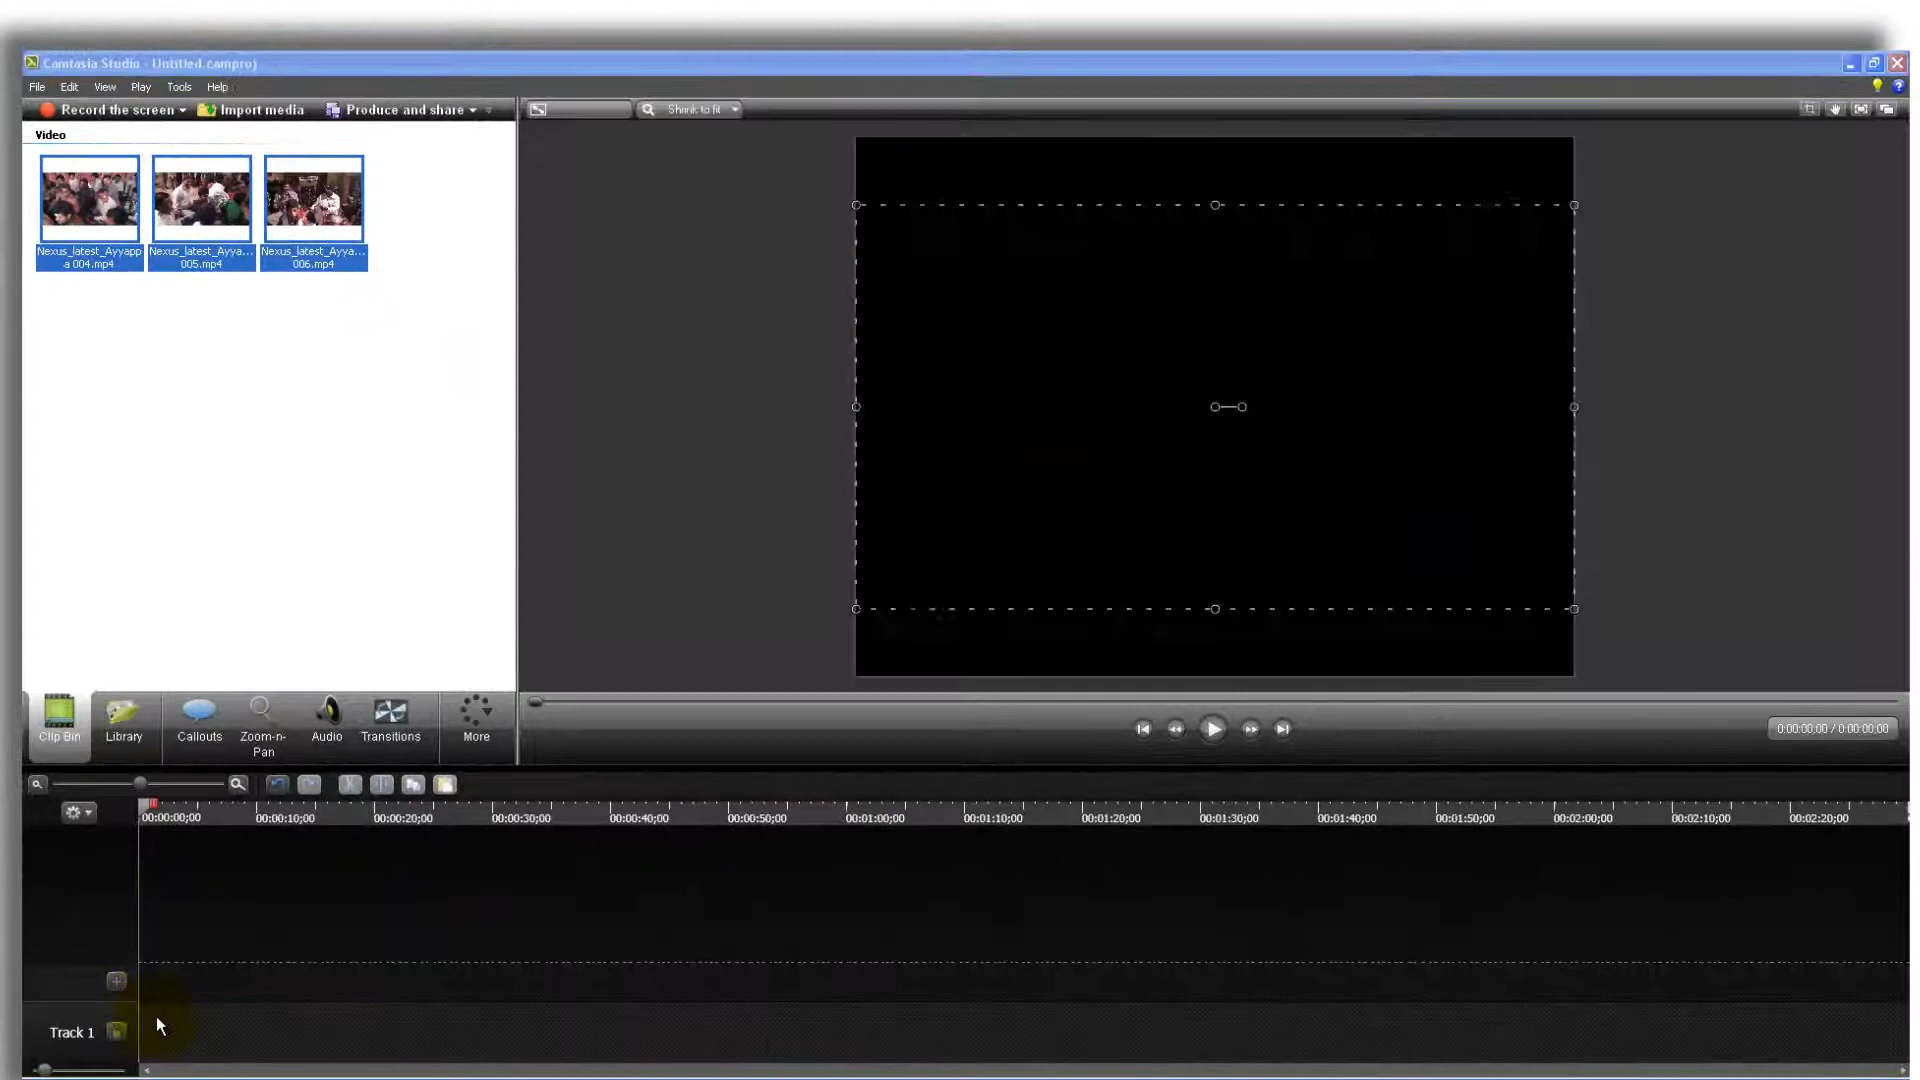 Camtasia Studio - Untitled.camproj
File Edit View Play Tools Help
Record the screen Import media Produce and share Shrink to fit
Video
Nexus_latest_Ayyapp
a 004.mp4
Nexus_latest_Ayya...
005.mp4
Nexus_latest_Ayya...
006.mp4
Clip Bin Library Callouts Zoom-n-
Pan Audio Transitions More
0:00:00;00 / 0:00:00;00
00:00:00;00 00:00:10;00 00:00:20;00 00:00:30;00 00:00:40;00 00:00:50;00 00:01:00;00 00:01:10;00 00:01:20;00 00:01:30;00 00:01:40;00 00:01:50;00 00:02:00;00 00:02:10;00 00:02:20;00
Track 1